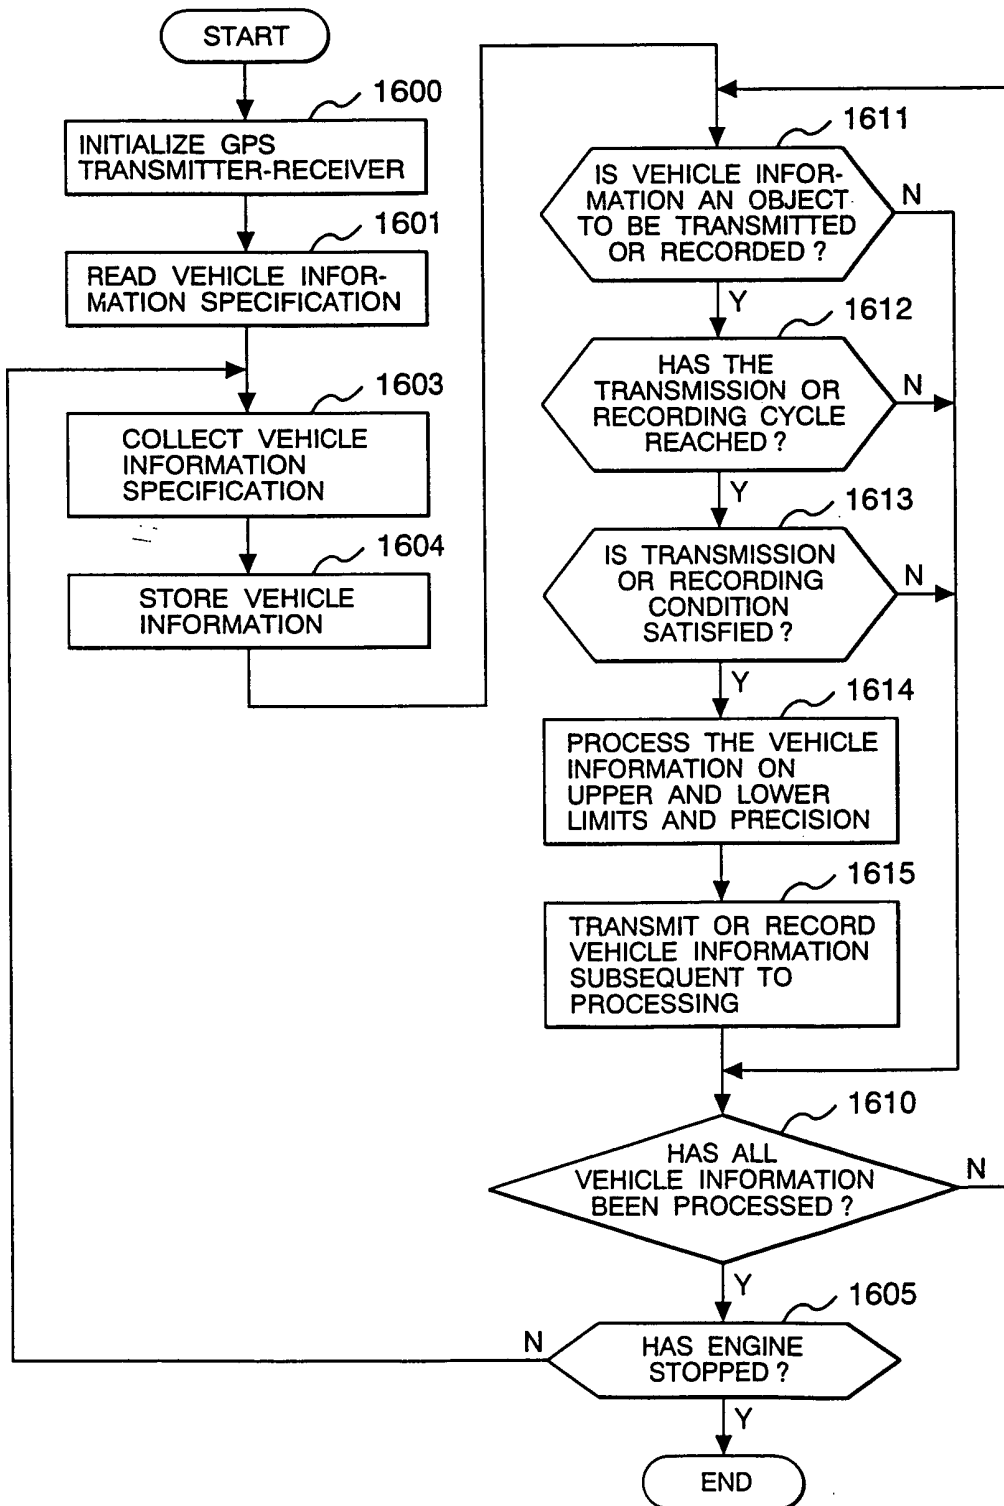 START
1600
INITIALIZE GPS
TRANSMITTER-RECEIVER
1601
READ VEHICLE INFOR-
MATION SPECIFICATION
1603
COLLECT VEHICLE
INFORMATION
SPECIFICATION
1604
STORE VEHICLE
INFORMATION
1611
IS VEHICLE INFOR-
MATION AN OBJECT
TO BE TRANSMITTED
OR RECORDED ?
N
Y
1612
HAS THE
TRANSMISSION OR
RECORDING CYCLE
REACHED ?
N
Y
1613
IS TRANSMISSION
OR RECORDING
CONDITION
SATISFIED ?
N
Y
1614
PROCESS THE VEHICLE
INFORMATION ON
UPPER AND LOWER
LIMITS AND PRECISION
1615
TRANSMIT OR RECORD
VEHICLE INFORMATION
SUBSEQUENT TO
PROCESSING
1610
HAS ALL
VEHICLE INFORMATION
BEEN PROCESSED ?
N
Y
1605
HAS ENGINE
STOPPED ?
N
Y
END